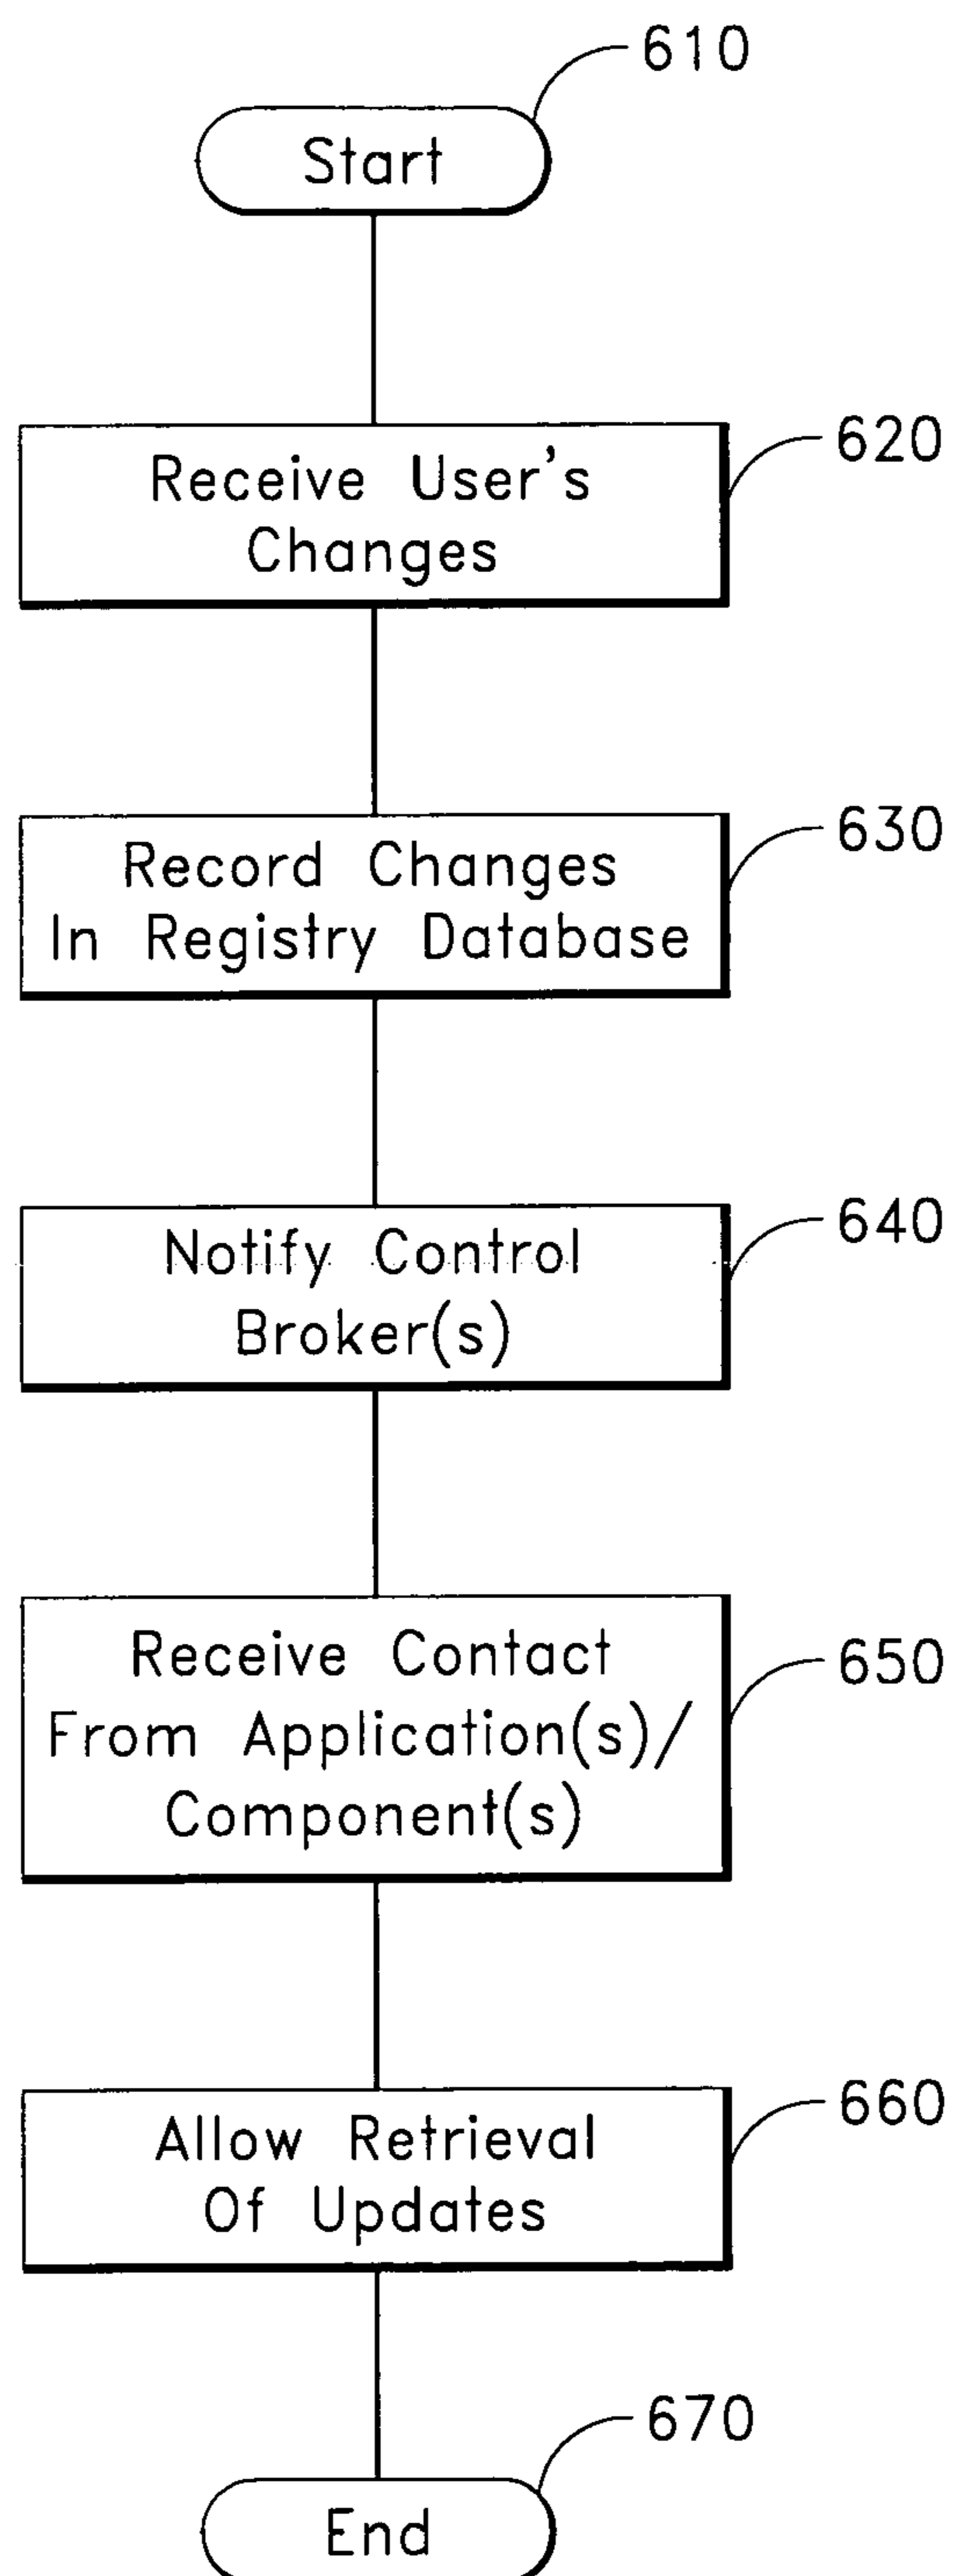 610
Start
620
Receive User's
Changes
630
Record Changes
In Registry Database
640
Notify Control
Broker(s)
650
Receive Contact
From Application(s)/
Component(s)
660
Allow Retrieval
Of Updates
670
End